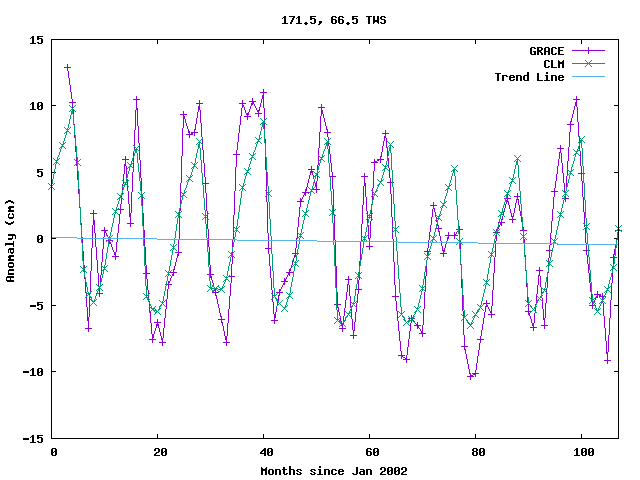 171.5, 66.5 TWS
GRACE
CLM
Trend Line
Anomaly (cm)
15
10
5
0
-5
-10
-15
0 20 40 60 80 100
Months since Jan 2002